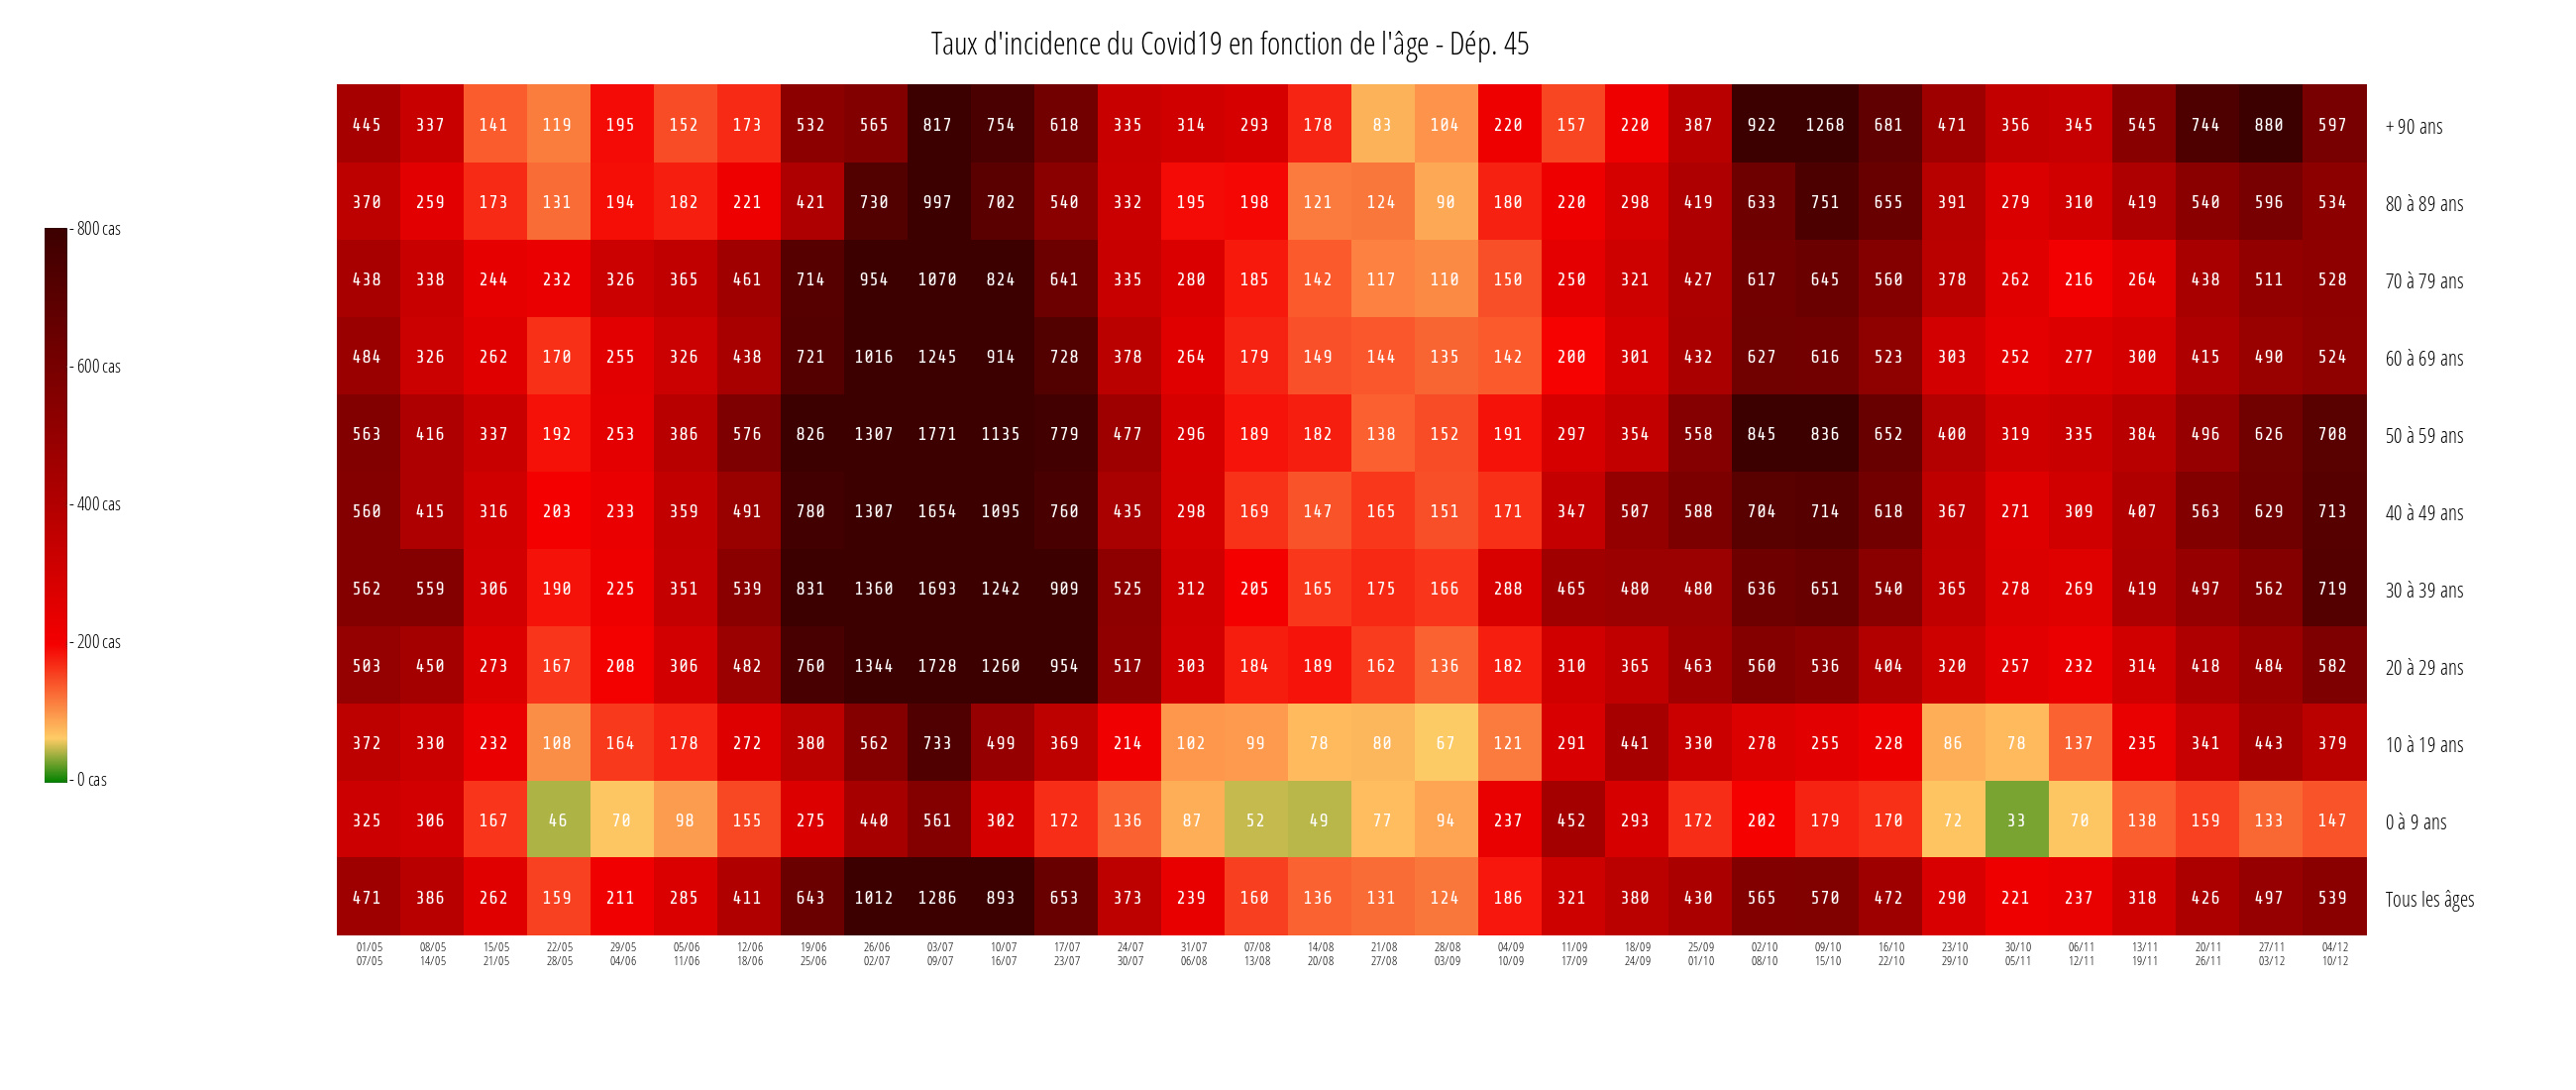 Taux d'incidence du Covid19 en fonction de l'âge - Dép. 45
445 337 141 119 195 152 173 532 565 817 754 618 335 314 293 178 83 104 220 157 220 387 922 1268 681 471 356 345 545 744 880 597 + 90 ans
370 259 173 131 194 182 221 421 730 997 702 540 332 195 198 121 124 90 180 220 298 419 633 751 655 391 279 310 419 540 596 534 80 à 89 ans
- 800 cas
438 338 244 232 326 365 461 714 954 1070 824 641 335 280 185 142 117 110 150 250 321 427 617 645 560 378 262 216 264 438 511 528 70 à 79 ans
484 326 262 170 255 326 438 721 1016 1245 914 728 378 264 179 149 144 135 142 200 301 432 627 616 523 303 252 277 300 415 490 524 60 à 69 ans
- 600 cas
563 416 337 192 253 386 576 826 1307 1771 1135 779 477 296 189 182 138 152 191 297 354 558 845 836 652 400 319 335 384 496 626 708 50 à 59 ans
- 400 cas
560 415 316 203 233 359 491 780 1307 1654 1095 760 435 298 169 147 165 151 171 347 507 588 704 714 618 367 271 309 407 563 629 713 40 à 49 ans
562 559 306 190 225 351 539 831 1360 1693 1242 909 525 312 205 165 175 166 288 465 480 480 636 651 540 365 278 269 419 497 562 719 30 à 39 ans
- 200 cas
503 450 273 167 208 306 482 760 1344 1728 1260 954 517 303 184 189 162 136 182 310 365 463 560 536 404 320 257 232 314 418 484 582 20 à 29 ans
372 330 232 108 164 178 272 380 562 733 499 369 214 102 99 78 80 67 121 291 441 330 278 255 228 86 78 137 235 341 443 379 10 à 19 ans
- 0 cas
325 306 167 46 70 98 155 275 440 561 302 172 136 87 52 49 77 94 237 452 293 172 202 179 170 72 33 70 138 159 133 147 0 à 9 ans
471 386 262 159 211 285 411 643 1012 1286 893 653 373 239 160 136 131 124 186 321 380 430 565 570 472 290 221 237 318 426 497 539 Tous les âges
01/05 08/05 15/05 22/05 29/05 05/06 12/06 19/06 26/06 03/07 10/07 17/07 24/07 31/07 07/08 14/08 21/08 28/08 04/09 11/09 18/09 25/09 02/10 09/10 16/10 23/10 30/10 06/11 13/11 20/11 27/11 04/12
07/05 14/05 21/05 28/05 04/06 11/06 18/06 25/06 02/07 09/07 16/07 23/07 30/07 06/08 13/08 20/08 27/08 03/09 10/09 17/09 24/09 01/10 08/10 15/10 22/10 29/10 05/11 12/11 19/11 26/11 03/12 10/12